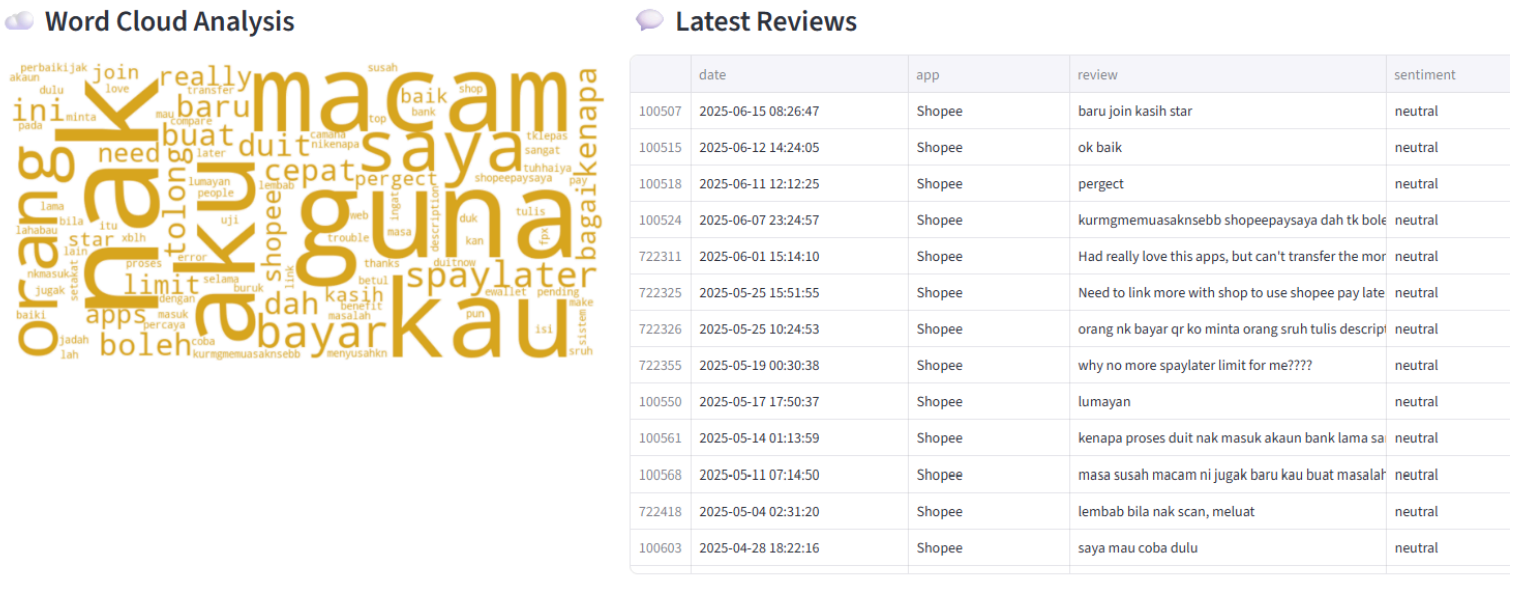 Word Cloud Analysis
perbaikijak
akaun
join
really
susah
macam
dulu
love
transfer
baik
shop
ini
minta
nak
mau
baru
bank
kenapa
pada
compare
top
buat
duit
camana
nikenapa
saya
tklepas
sangat
orang
need
later
cepat
pergect
tuhhaiya
shopeepaysaya
pay
bagai
tolong
lumayan
people
lembab
aku
guna
lama
bila
itu
uji
shopee
web
ingat
description
duk
tulis
lahabau
star
xblh
trouble
masa
kan
fpx
lain
proses
error
link
thanks
duitnow
nkmasuk
setakat
limit
selama
betul
spaylater
jugak
dengan
buruk
dah
kasih
ewallet
pending
baiki
apps
masuk
percaya
benefit
masalah
kau
pun
make
sistem
jadah
boleh
coba
bayar
isi
lah
kurmgmemuasaknsebb
menyusahkn
sruh
Latest Reviews
date app review sentiment
100507 2025-06-15 08:26:47 Shopee baru join kasih star neutral
100515 2025-06-12 14:24:05 Shopee ok baik neutral
100518 2025-06-11 12:12:25 Shopee pergect neutral
100524 2025-06-07 23:24:57 Shopee kurmgmemuasaknsebb shopeepaysaya dah tk bole neutral
722311 2025-06-01 15:14:10 Shopee Had really love this apps, but can't transfer the mor neutral
722325 2025-05-25 15:51:55 Shopee Need to link more with shop to use shopee pay late neutral
722326 2025-05-25 10:24:53 Shopee orang nk bayar qr ko minta orang sruh tulis descript neutral
722355 2025-05-19 00:30:38 Shopee why no more spaylater limit for me???? neutral
100550 2025-05-17 17:50:37 Shopee lumayan neutral
100561 2025-05-14 01:13:59 Shopee kenapa proses duit nak masuk akaun bank lama sa neutral
100568 2025-05-11 07:14:50 Shopee masa susah macam ni jugak baru kau buat masalah neutral
722418 2025-05-04 02:31:20 Shopee lembab bila nak scan, meluat neutral
100603 2025-04-28 18:22:16 Shopee saya mau coba dulu neutral